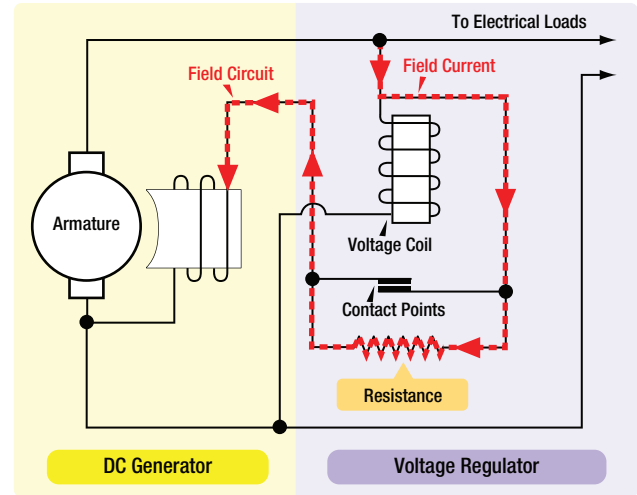 To Electrical Loads
Field Circuit
Field Current
Armature
Voltage Coil
Contact Points
Resistance
DC Generator
Voltage Regulator